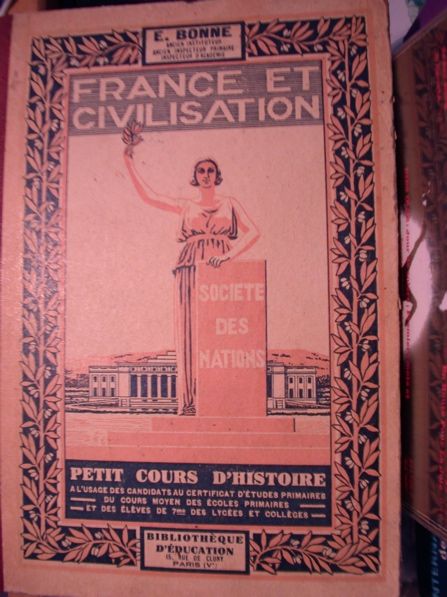 E. BONNE
ANCIEN INSTITUTEUR
ANCIEN INSPECTEUR PRIMAIRE
INSPECTEUR D'ACADÉMIE
FRANCE ET
CIVILISATION
SOCIÉTÉ
DES
NATIONS
PETIT COURS D'HISTOIRE
A L'USAGE DES CANDIDATS AU CERTIFICAT D'ÉTUDES PRIMAIRES
DU COURS MOYEN DES ÉCOLES PRIMAIRES
ET DES ÉLÈVES DE 7me DES LYCÉES ET COLLÈGES
BIBLIOTHÈQUE
D'ÉDUCATION
15, RUE DE CLUNY
PARIS (Ve)